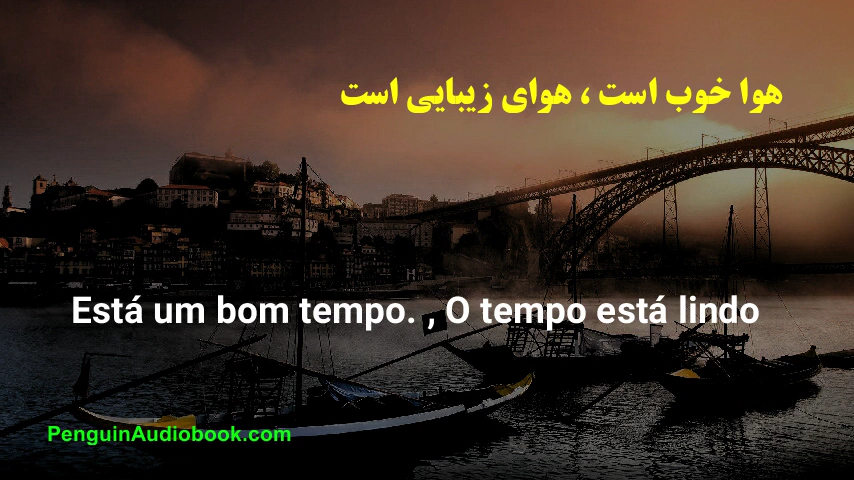 هوا خوب است ، هوای زیبایی است
Está um bom tempo. , O tempo está lindo
PenguinAudiobook.com